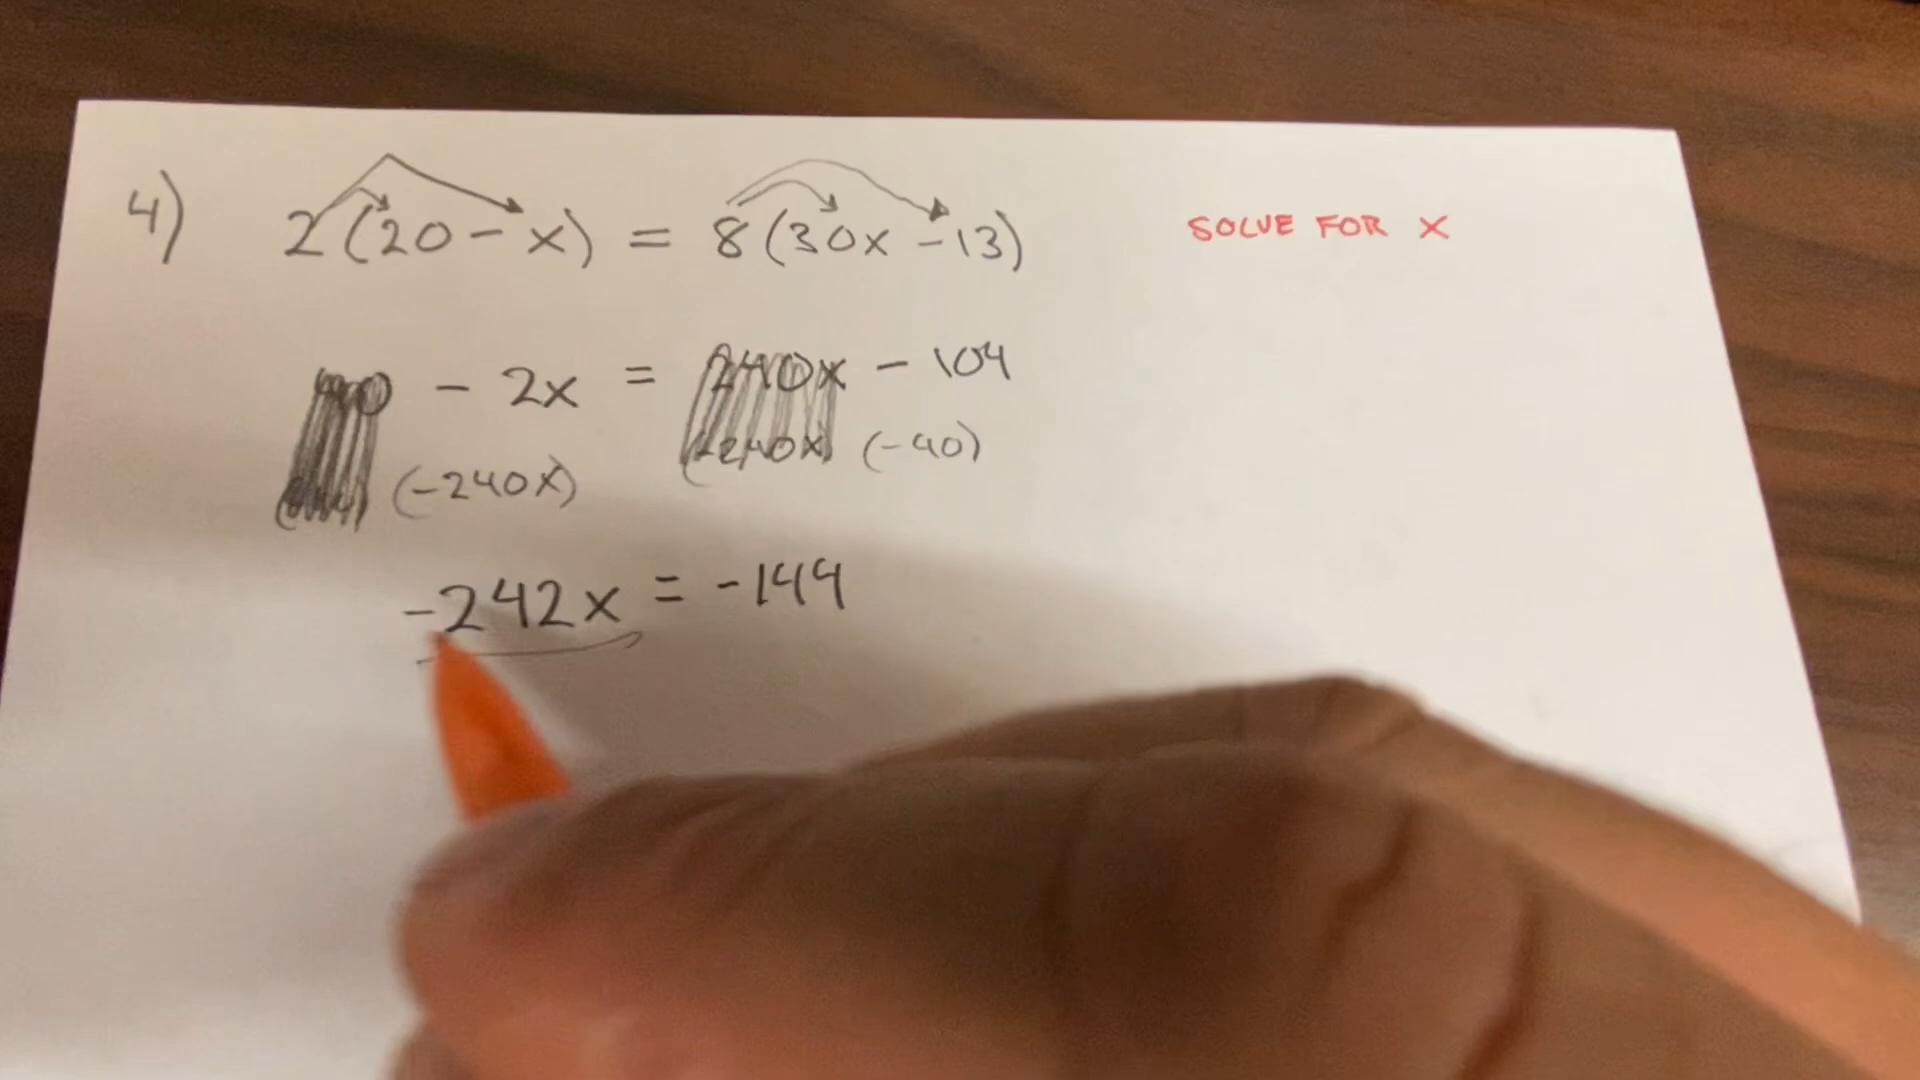 4) 2(20 - x) = 8(30x - 13) SOLVE FOR X
- 2x = 240x - 104
(-240x) (-240x) (-40)
-242x = -144